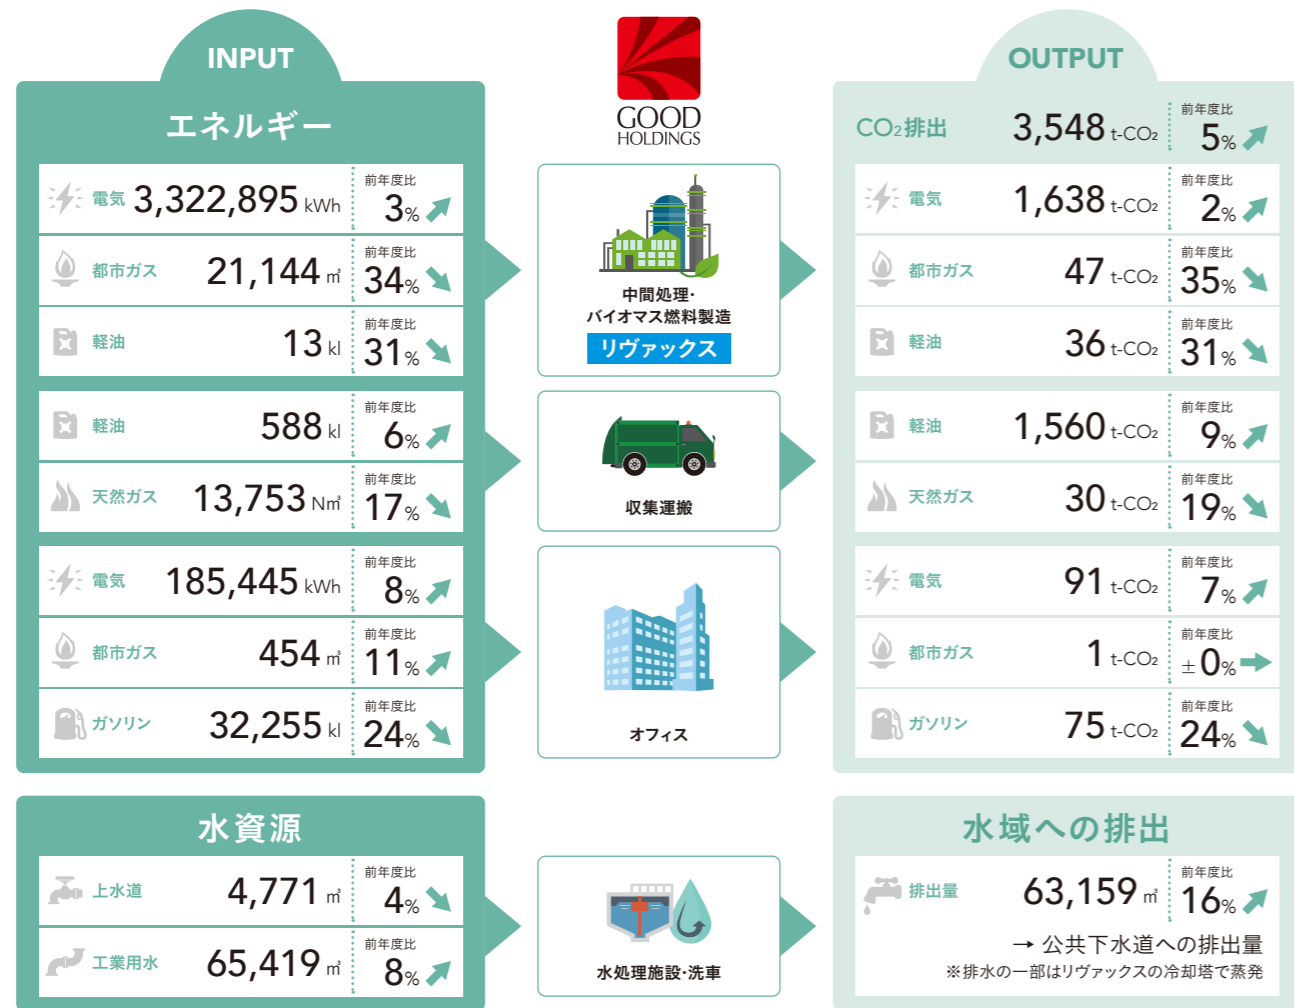 INPUT
エネルギー
電気 3,322,895 kWh 前年度比 3%
都市ガス 21,144 ㎥ 前年度比 34%
軽油 13 kl 前年度比 31%
軽油 588 kl 前年度比 6%
天然ガス 13,753 N㎥ 前年度比 17%
電気 185,445 kWh 前年度比 8%
都市ガス 454 ㎥ 前年度比 11%
ガソリン 32,255 kl 前年度比 24%
GOOD
HOLDINGS
中間処理・
バイオマス燃料製造
リヴァックス
収集運搬
オフィス
OUTPUT
CO₂排出 3,548 t-CO₂ 前年度比 5%
電気 1,638 t-CO₂ 前年度比 2%
都市ガス 47 t-CO₂ 前年度比 35%
軽油 36 t-CO₂ 前年度比 31%
軽油 1,560 t-CO₂ 前年度比 9%
天然ガス 30 t-CO₂ 前年度比 19%
電気 91 t-CO₂ 前年度比 7%
都市ガス 1 t-CO₂ 前年度比 ±0%
ガソリン 75 t-CO₂ 前年度比 24%
水資源
上水道 4,771 ㎥ 前年度比 4%
工業用水 65,419 ㎥ 前年度比 8%
水処理施設・洗車
水域への排出
排出量 63,159 ㎥ 前年度比 16%
→ 公共下水道への排出量
※排水の一部はリヴァックスの冷却塔で蒸発